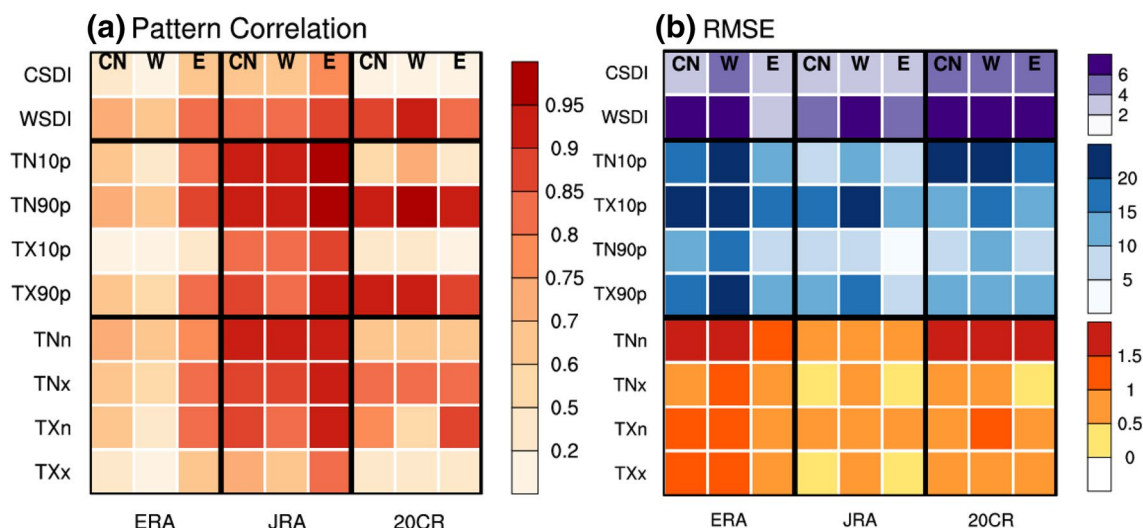 (a) Pattern Correlation
CN W E CN W E CN W E
CSDI
WSDI
TN10p
TN90p
TX10p
TX90p
TNn
TNx
TXn
TXx
ERA JRA 20CR
0.95
0.9
0.85
0.8
0.75
0.7
0.6
0.5
0.2
(b) RMSE
CN W E CN W E CN W E
CSDI
WSDI
TN10p
TX10p
TN90p
TX90p
TNn
TNx
TXn
TXx
ERA JRA 20CR
6
4
2
20
15
10
5
1.5
1
0.5
0